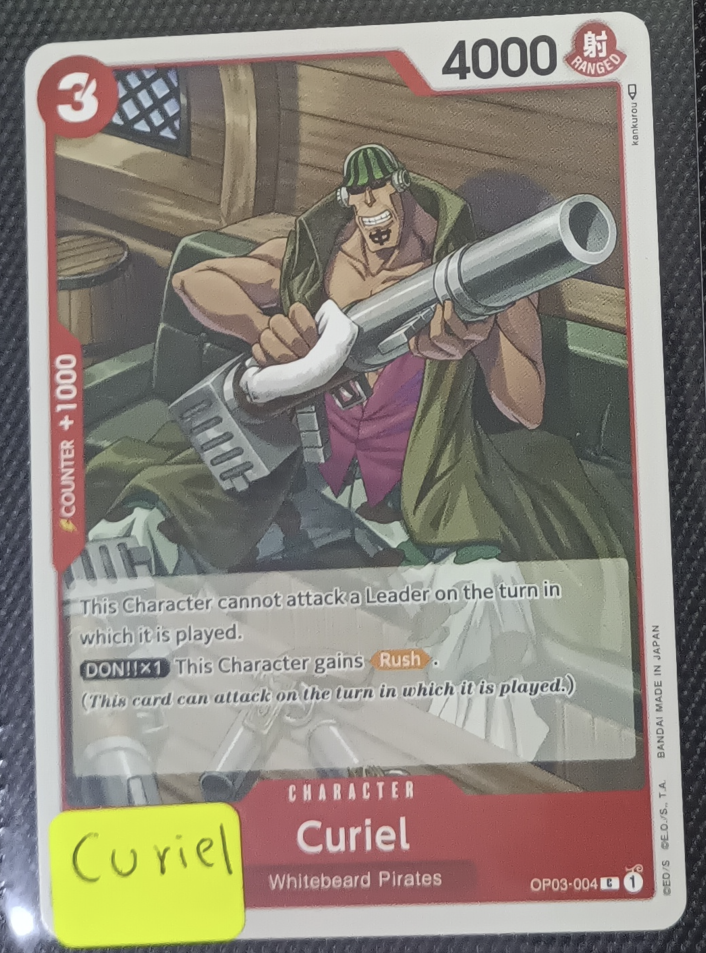 3
4000
射
RANGED
kankurou
COUNTER +1000
This Character cannot attack a Leader on the turn in
which it is played.
DON!!×1 This Character gains Rush.
(This card can attack on the turn in which it is played.)
CHARACTER
Curiel
Whitebeard Pirates
OP03-004 C 1
©ED/S ©E.D./S., T.A. BANDAI MADE IN JAPAN
Curiel